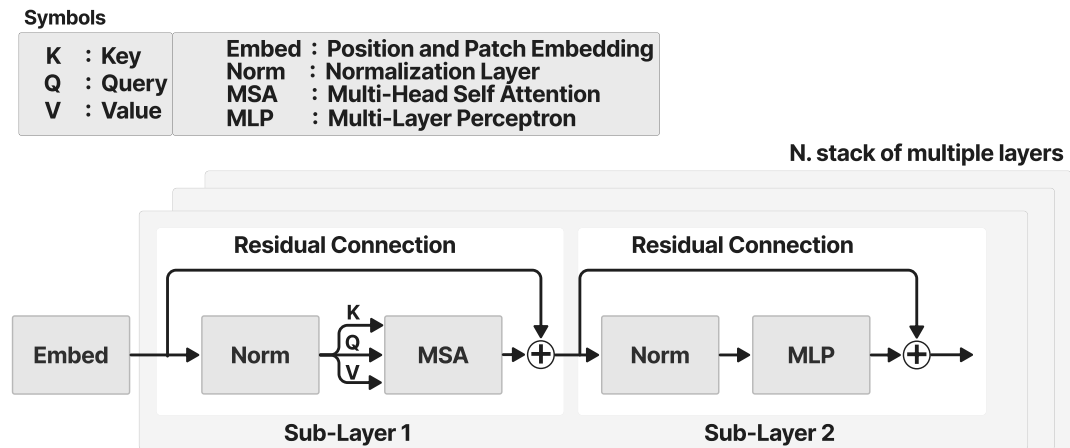 Symbols
K : Key
Q : Query
V : Value
Embed : Position and Patch Embedding
Norm : Normalization Layer
MSA : Multi-Head Self Attention
MLP : Multi-Layer Perceptron
N. stack of multiple layers
Residual Connection
Residual Connection
Embed
Norm
K
Q
V
MSA
+
Norm
MLP
+
Sub-Layer 1
Sub-Layer 2